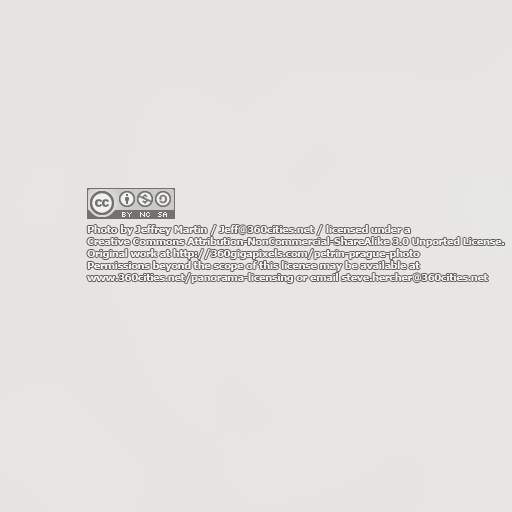 cc
BY NC SA
Photo by Jeffrey Martin / Jeff@360cities.net / licensed under a
Creative Commons Attribution-NonCommercial-ShareAlike 3.0 Unported License.
Original work at http://360gigapixels.com/petrin-prague-photo
Permissions beyond the scope of this license may be available at
www.360cities.net/panorama-licensing or email steve.hercher@360cities.net